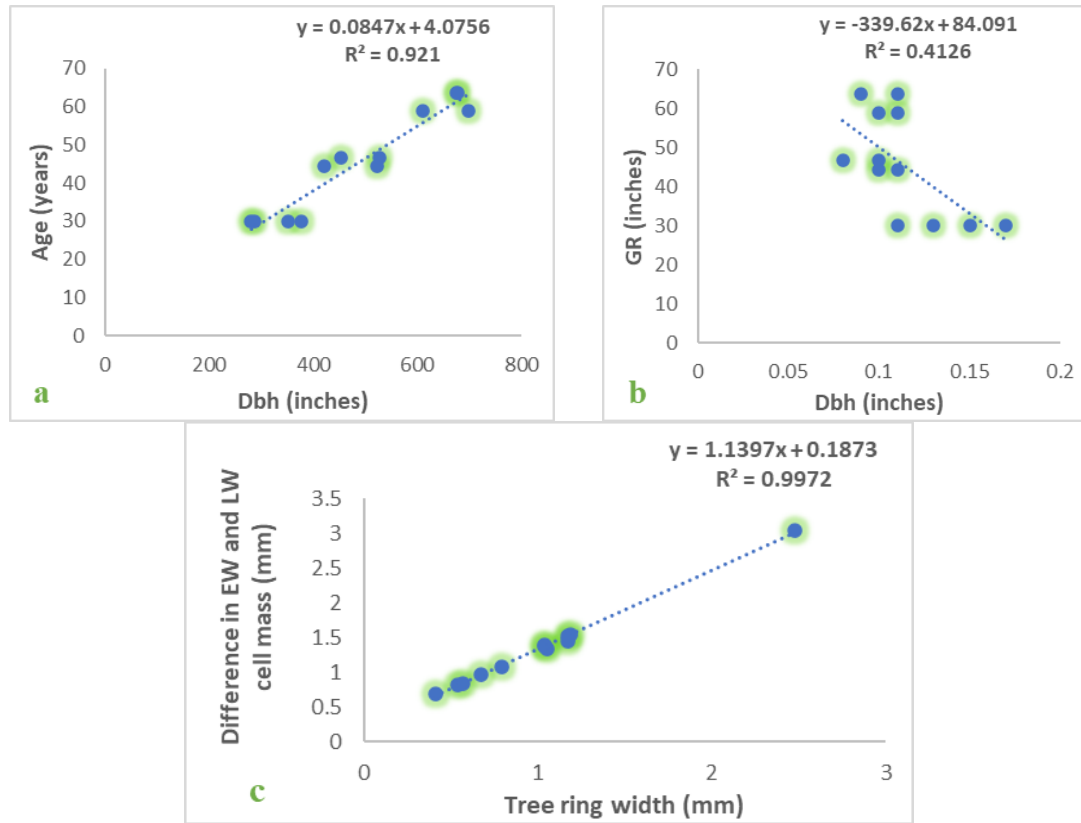 y = 0.0847x + 4.0756
R² = 0.921
70
60
50
40
30
20
10
0
Age (years)
0
200
400
600
800
Dbh (inches)
a
y = -339.62x + 84.091
R² = 0.4126
70
60
50
40
30
20
10
0
GR (inches)
0
0.05
0.1
0.15
0.2
Dbh (inches)
b
y = 1.1397x + 0.1873
R² = 0.9972
Difference in EW and LW
cell mass (mm)
3.5
3
2.5
2
1.5
1
0.5
0
0
1
2
3
Tree ring width (mm)
c